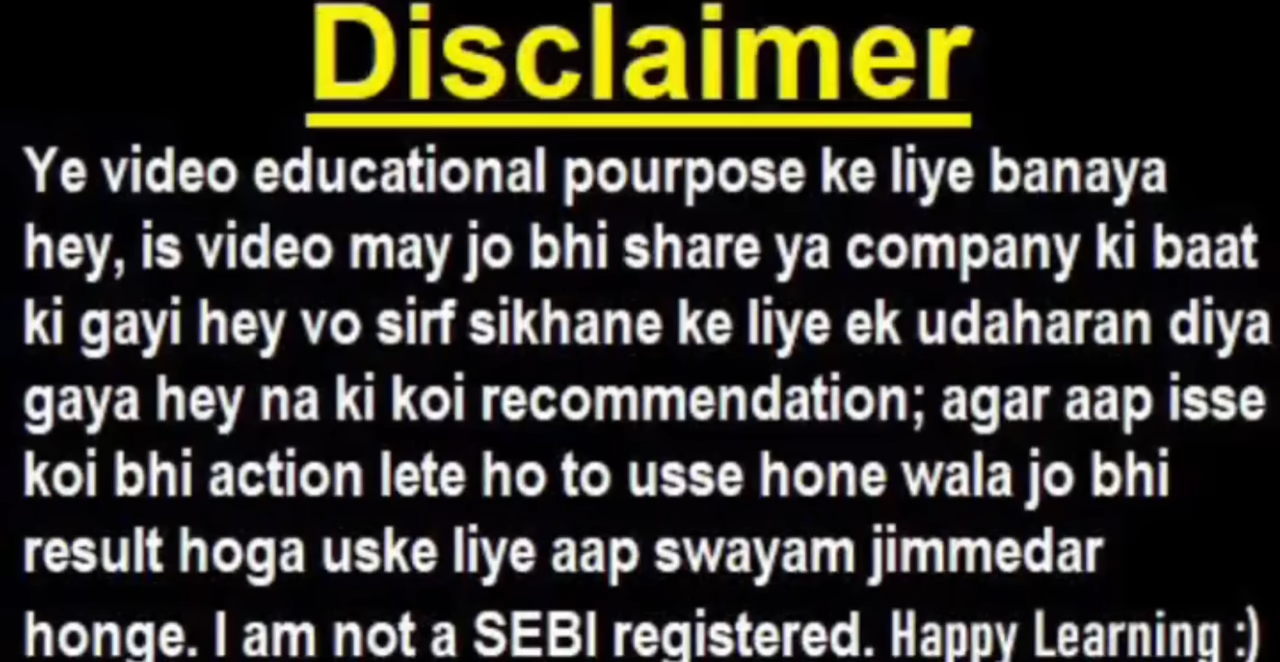 Disclaimer
Ye video educational pourpose ke liye banaya
hey, is video may jo bhi share ya company ki baat
ki gayi hey vo sirf sikhane ke liye ek udaharan diya
gaya hey na ki koi recommendation; agar aap isse
koi bhi action lete ho to usse hone wala jo bhi
result hoga uske liye aap swayam jimmedar
honge. I am not a SEBI registered. Happy Learning :)